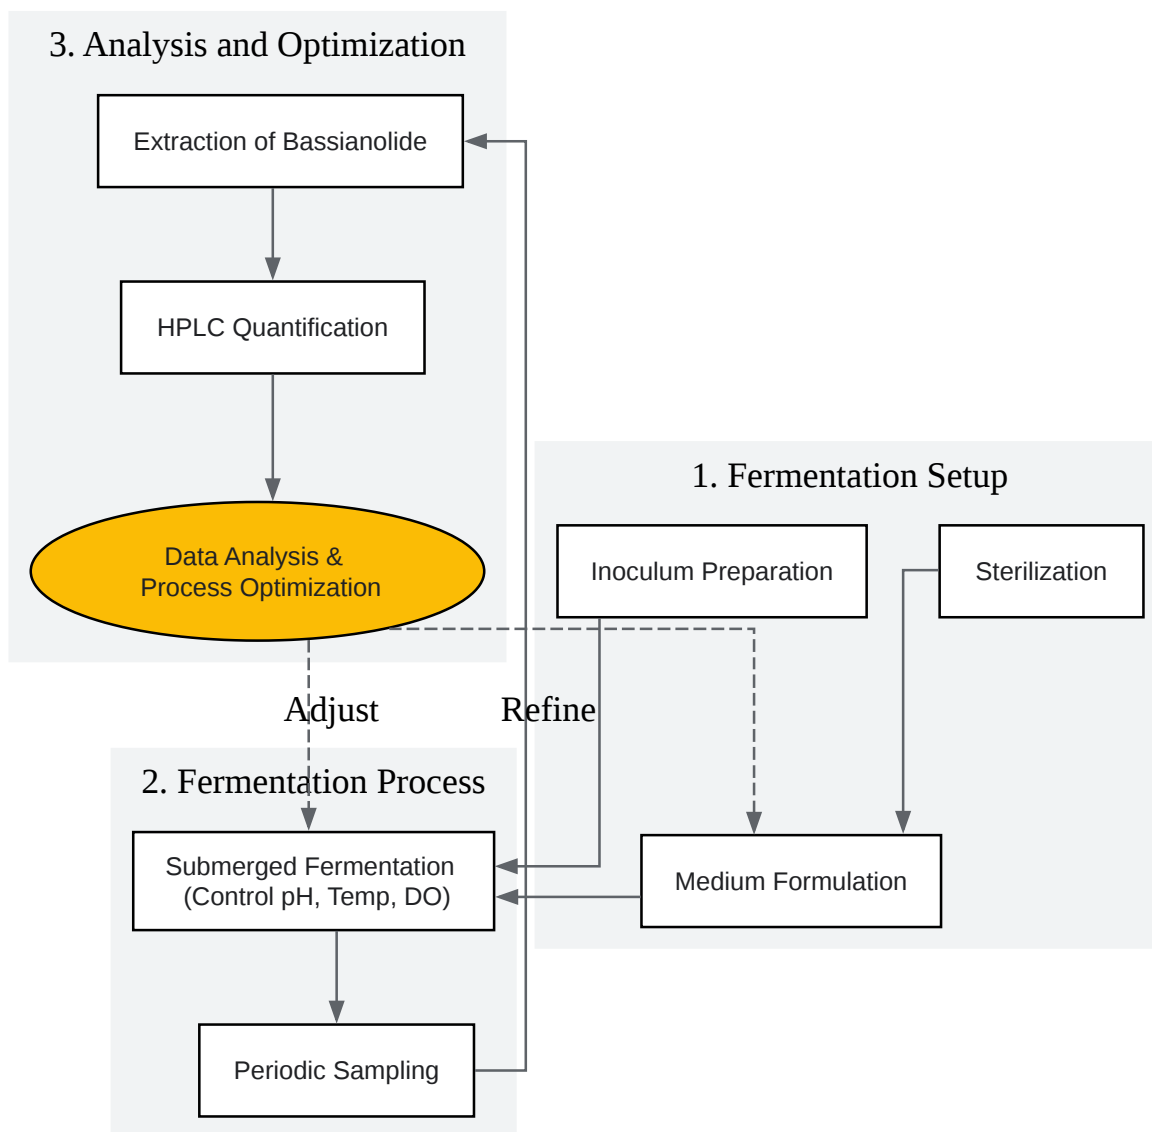 3. Analysis and Optimization
Extraction of Bassianolide
HPLC Quantification
Data Analysis &
Process Optimization
1. Fermentation Setup
Inoculum Preparation
Sterilization
Adjust
Refine
2. Fermentation Process
Submerged Fermentation
(Control pH, Temp, DO)
Medium Formulation
Periodic Sampling